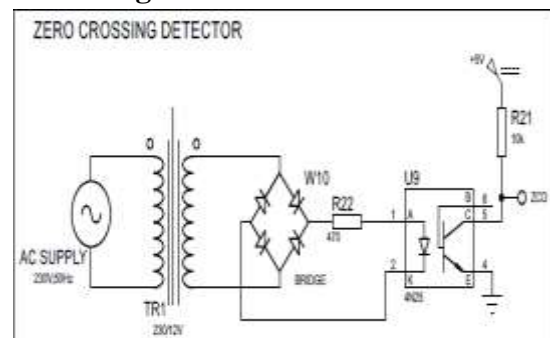 ZERO CROSSING DETECTOR
+5V
R21
10k
W10
U9
R22
470
ZCD
1
A
B
6
C
5
2
K
4
E
4N25
AC SUPPLY
230V,50Hz
BRIDGE
TR1
230/12V